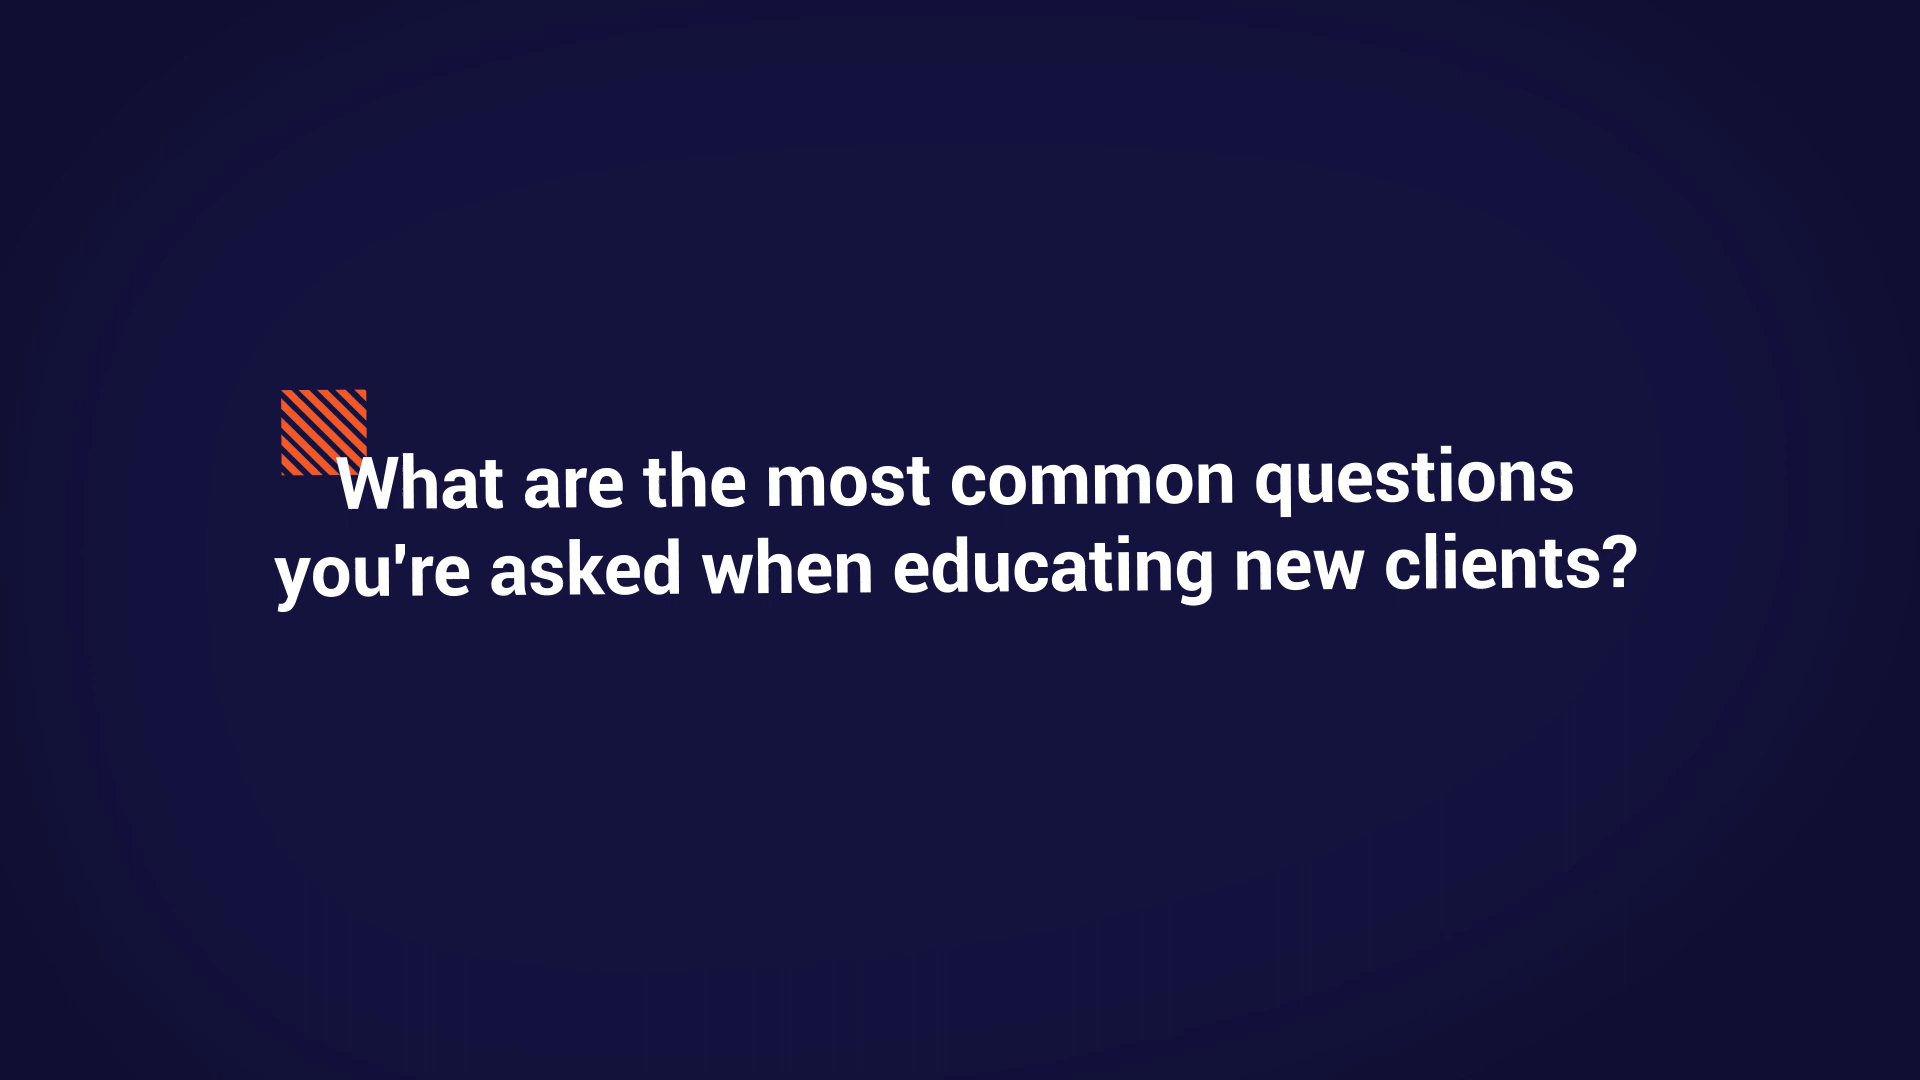 What are the most common questions
you're asked when educating new clients?